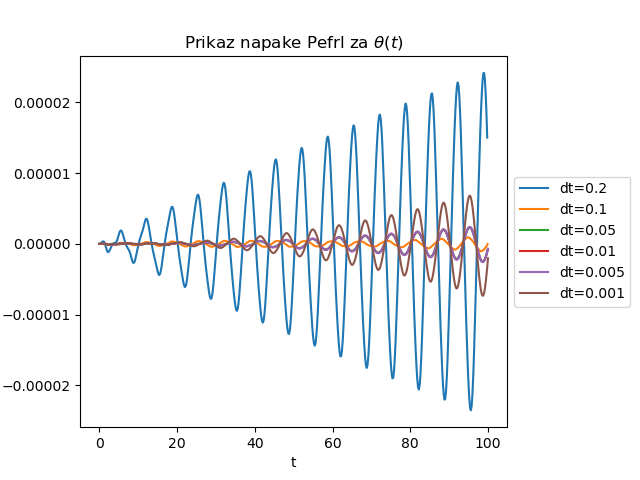 Prikaz napake Pefrl za θ(t)
0.00002
0.00001
0.00000
−0.00001
−0.00002
0 20 40 60 80 100
t
dt=0.2
dt=0.1
dt=0.05
dt=0.01
dt=0.005
dt=0.001